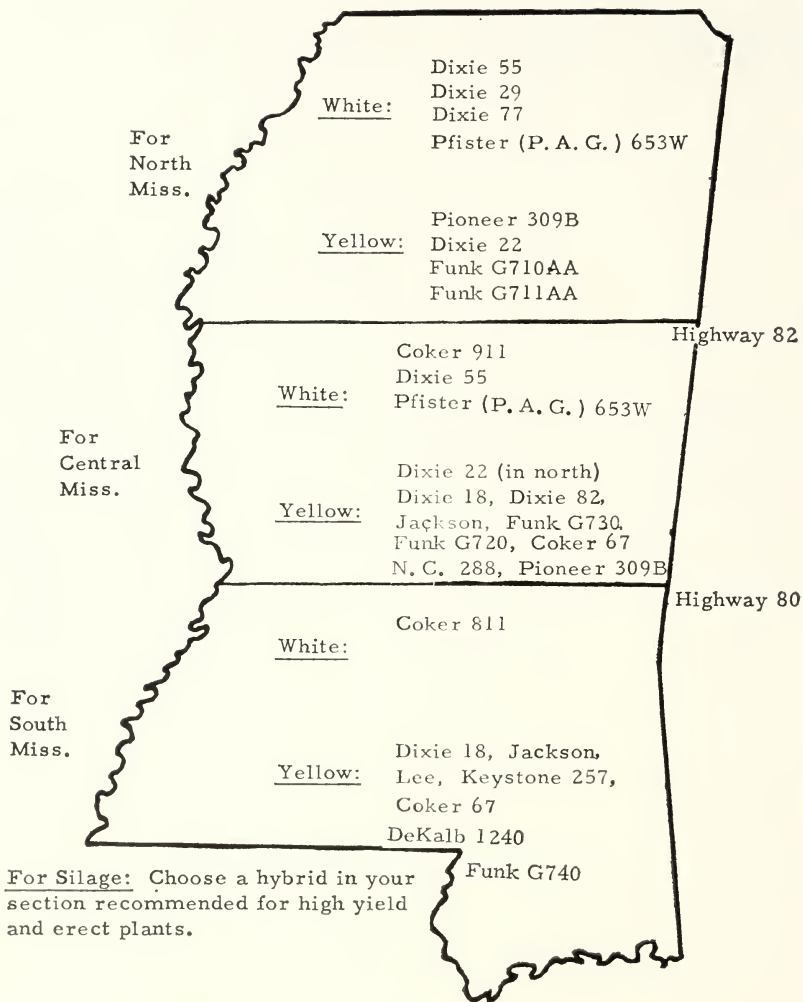 For
North
Miss.
White:
Dixie 55
Dixie 29
Dixie 77
Pfister (P. A. G.) 653W
Yellow:
Pioneer 309B
Dixie 22
Funk G710AA
Funk G711AA
Highway 82
For
Central
Miss.
White:
Coker 911
Dixie 55
Pfister (P. A. G.) 653W
Yellow:
Dixie 22 (in north)
Dixie 18, Dixie 82,
Jackson, Funk G730,
Funk G720, Coker 67
N. C. 288, Pioneer 309B
Highway 80
For
South
Miss.
White:
Coker 811
Yellow:
Dixie 18, Jackson,
Lee, Keystone 257,
Coker 67
DeKalb 1240
Funk G740
For Silage: Choose a hybrid in your
section recommended for high yield
and erect plants.